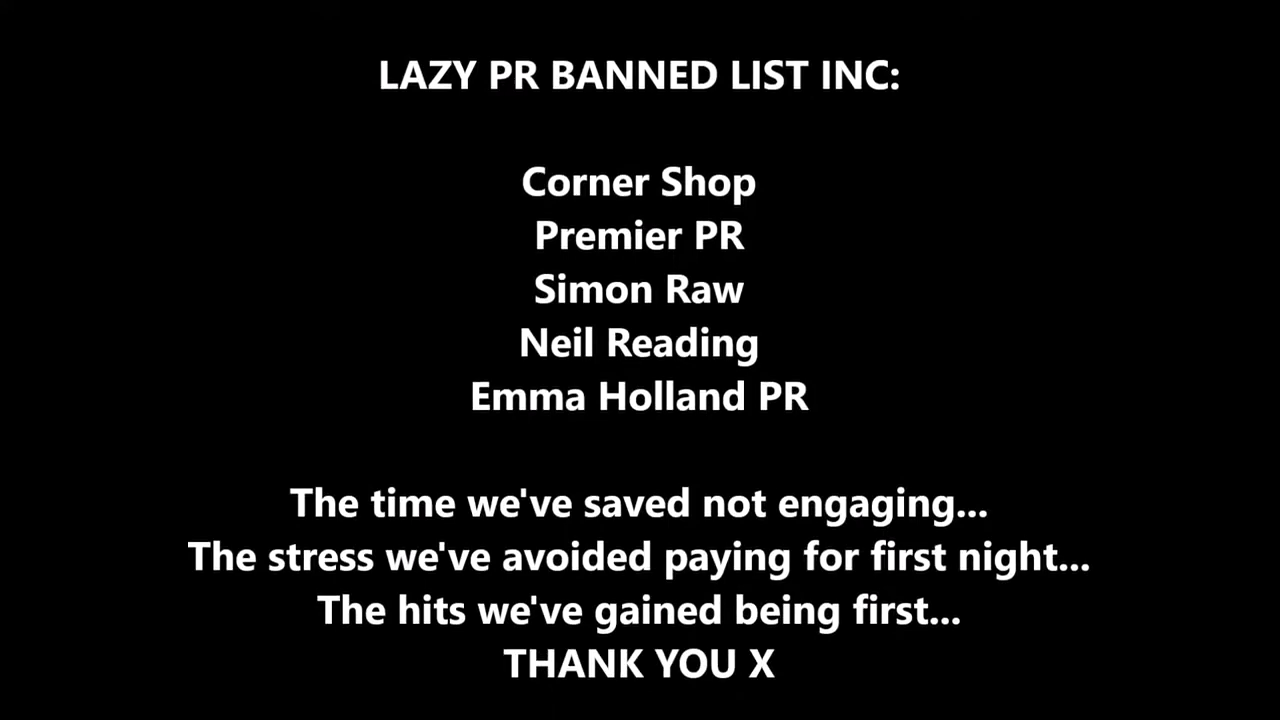 LAZY PR BANNED LIST INC:
Corner Shop
Premier PR
Simon Raw
Neil Reading
Emma Holland PR
The time we've saved not engaging...
The stress we've avoided paying for first night...
The hits we've gained being first...
THANK YOU X